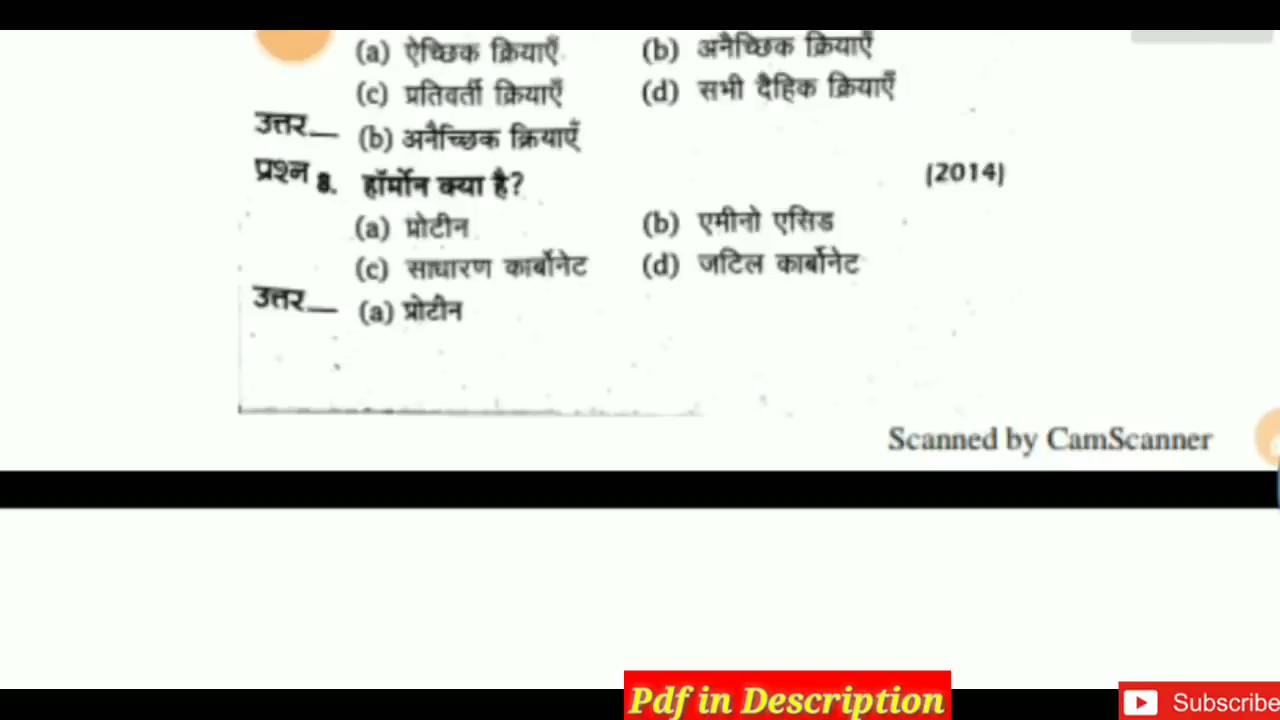 (a) ऐच्छिक क्रियाएँ (b) अनैच्छिक क्रियाएँ
(c) प्रतिवर्ती क्रियाएँ (d) सभी दैहिक क्रियाएँ
उत्तर— (b) अनैच्छिक क्रियाएँ
प्रश्न 8. हॉर्मोन क्या है? (2014)
(a) प्रोटीन (b) एमीनो एसिड
(c) साधारण कार्बोनेट (d) जटिल कार्बोनेट
उत्तर— (a) प्रोटीन
Scanned by CamScanner
Pdf in Description
Subscribe